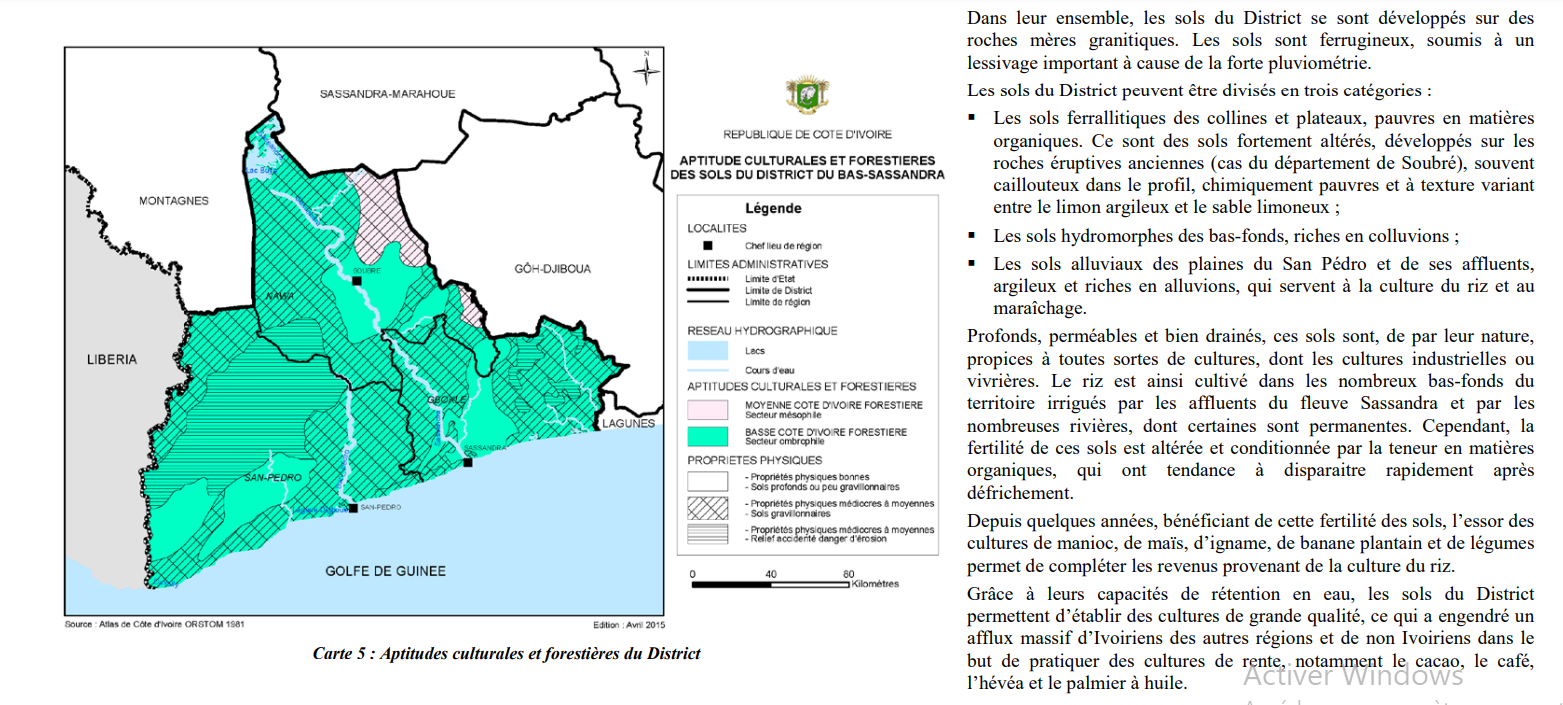 SASSANDRA-MARAHOUE
N
MONTAGNES
Lac Buyo
SOUBRE
NAWA
GÔH-DJIBOUA
LIBERIA
GBOKLE
LAGUNES
SASSANDRA
SAN-PEDRO
SAN-PEDRO
GOLFE DE GUINEE
Source : Atlas de Côte d'Ivoire ORSTOM 1981
Edition : Avril 2015
REPUBLIQUE DE COTE D'IVOIRE
APTITUDE CULTURALES ET FORESTIERES
DES SOLS DU DISTRICT DU BAS-SASSANDRA
Légende
LOCALITES
Chef lieu de région
LIMITES ADMINISTRATIVES
Limite d'Etat
Limite de District
Limite de région
RESEAU HYDROGRAPHIQUE
Lacs
Cours d'eau
APTITUDES CULTURALES ET FORESTIERES
MOYENNE COTE D'IVOIRE FORESTIERE
Secteur mésophile
BASSE COTE D'IVOIRE FORESTIERE
Secteur ombrophile
PROPRIETES PHYSIQUES
- Propriétés physiques bonnes
- Sols profonds ou peu gravillonnaires
- Propriétés physiques médiocres à moyennes
- Sols gravillonnaires
- Propriétés physiques médiocres à moyennes
- Relief accidenté danger d'érosion
0 40 80
Kilomètres
Carte 5 : Aptitudes culturales et forestières du District
Dans leur ensemble, les sols du District se sont développés sur des
roches mères granitiques. Les sols sont ferrugineux, soumis à un
lessivage important à cause de la forte pluviométrie.
Les sols du District peuvent être divisés en trois catégories :
▪ Les sols ferrallitiques des collines et plateaux, pauvres en matières
organiques. Ce sont des sols fortement altérés, développés sur les
roches éruptives anciennes (cas du département de Soubré), souvent
caillouteux dans le profil, chimiquement pauvres et à texture variant
entre le limon argileux et le sable limoneux ;
▪ Les sols hydromorphes des bas-fonds, riches en colluvions ;
▪ Les sols alluviaux des plaines du San Pédro et de ses affluents,
argileux et riches en alluvions, qui servent à la culture du riz et au
maraîchage.
Profonds, perméables et bien drainés, ces sols sont, de par leur nature,
propices à toutes sortes de cultures, dont les cultures industrielles ou
vivrières. Le riz est ainsi cultivé dans les nombreux bas-fonds du
territoire irrigués par les affluents du fleuve Sassandra et par les
nombreuses rivières, dont certaines sont permanentes. Cependant, la
fertilité de ces sols est altérée et conditionnée par la teneur en matières
organiques, qui ont tendance à disparaitre rapidement après
défrichement.
Depuis quelques années, bénéficiant de cette fertilité des sols, l'essor des
cultures de manioc, de maïs, d'igname, de banane plantain et de légumes
permet de compléter les revenus provenant de la culture du riz.
Grâce à leurs capacités de rétention en eau, les sols du District
permettent d'établir des cultures de grande qualité, ce qui a engendré un
afflux massif d'Ivoiriens des autres régions et de non Ivoiriens dans le
but de pratiquer des cultures de rente, notamment le cacao, le café,
l'hévéa et le palmier à huile.
Activer Windows